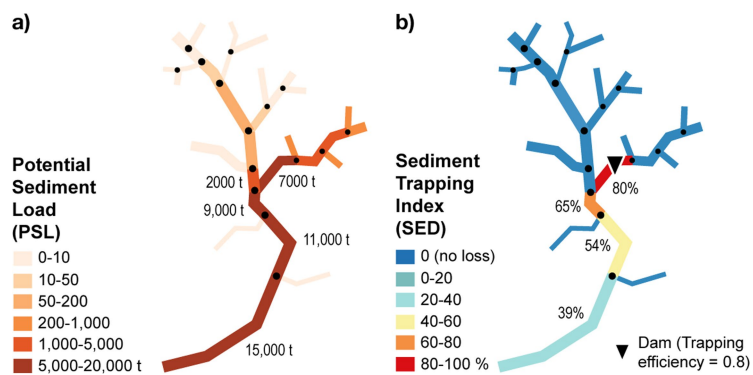 a)
2000 t
7000 t
9,000 t
11,000 t
15,000 t
Potential
Sediment
Load
(PSL)
0-10
10-50
50-200
200-1,000
1,000-5,000
5,000-20,000 t
b)
80%
65%
54%
39%
Sediment
Trapping
Index
(SED)
0 (no loss)
0-20
20-40
40-60
60-80
80-100 %
Dam (Trapping
efficiency = 0.8)